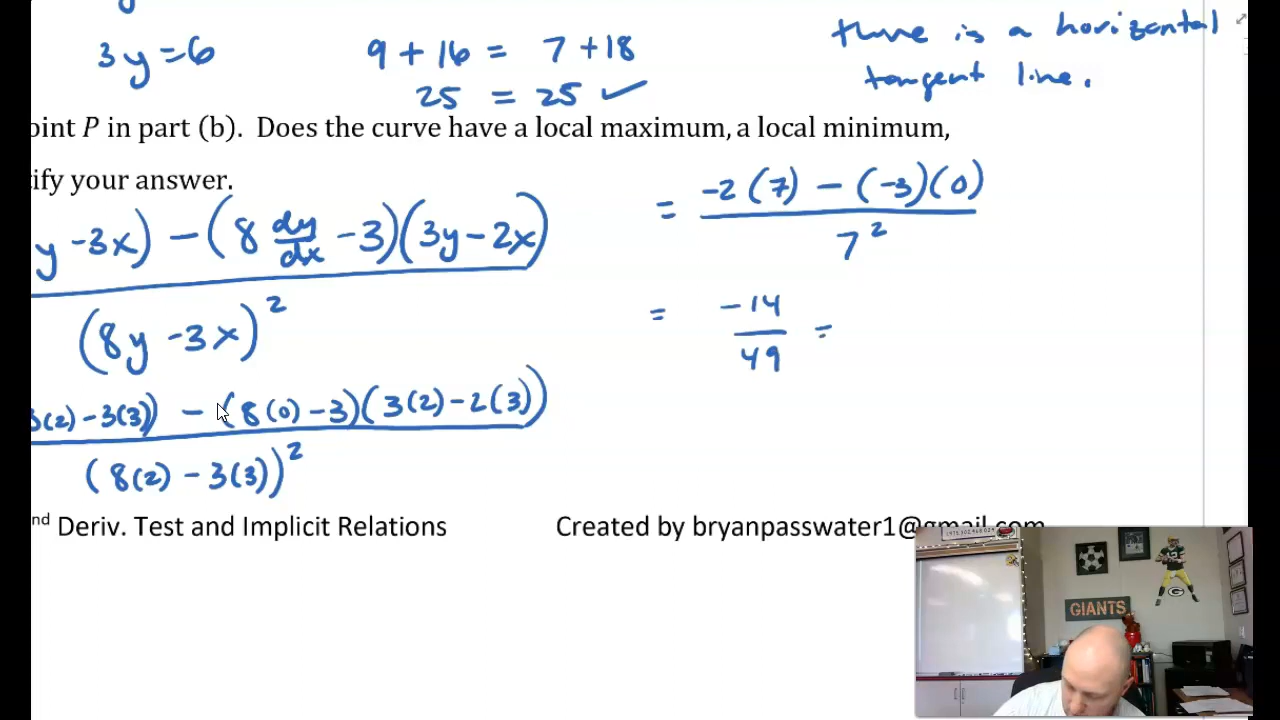 3y = 6
9 + 16 = 7 + 18
25 = 25 ✓
there is a horizontal
tangent line.
oint P in part (b). Does the curve have a local maximum, a local minimum,
ify your answer.
y - 3x) - (8 dy/dx - 3)(3y - 2x)
(8y - 3x)²
3(2) - 3(3)) - (8(0) - 3)(3(2) - 2(3))
(8(2) - 3(3))²
= -2(7) - (-3)(0)
7²
= -14/49 =
nd Deriv. Test and Implicit Relations
Created by bryanpasswater1@gmail.com
GIANTS
G